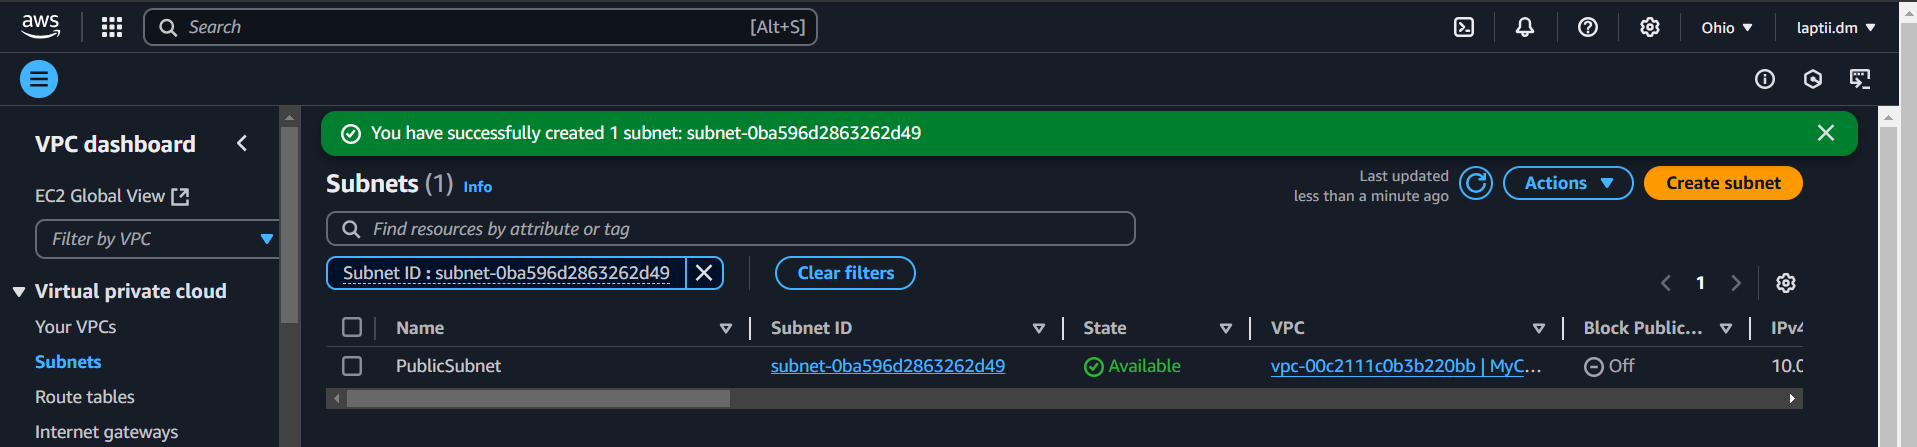 aws
Search [Alt+S]
Ohio
laptii.dm
VPC dashboard
EC2 Global View
Filter by VPC
Virtual private cloud
Your VPCs
Subnets
Route tables
Internet gateways
You have successfully created 1 subnet: subnet-0ba596d2863262d49
Subnets (1) Info
Last updated
less than a minute ago
Actions
Create subnet
Find resources by attribute or tag
Subnet ID : subnet-0ba596d2863262d49
Clear filters
1
Name Subnet ID State VPC Block Public... IPv4
PublicSubnet subnet-0ba596d2863262d49 Available vpc-00c2111c0b3b220bb | MyC... Off 10.0